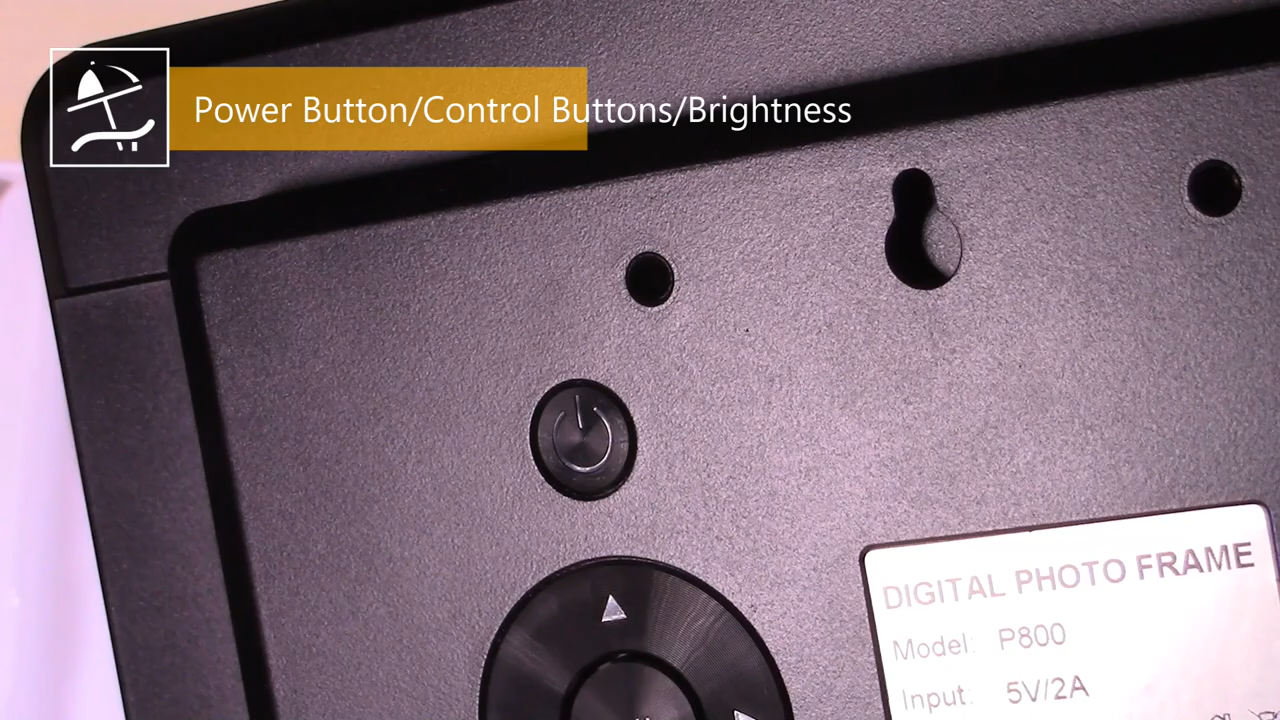 Power Button/Control Buttons/Brightness
DIGITAL PHOTO FRAME
Model: P800
Input: 5V/2A